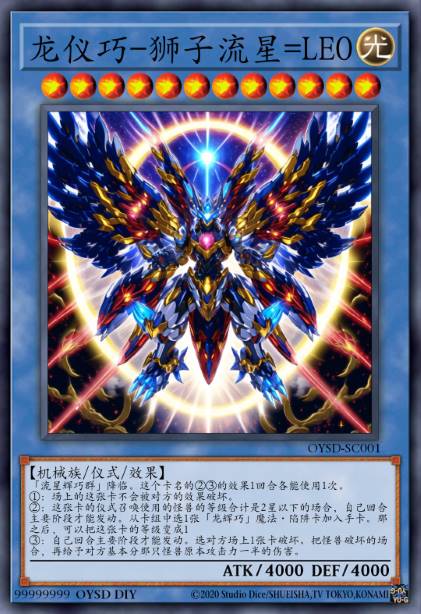 龙仪巧-狮子流星=LEO
光
OYSD-SC001
【机械族/仪式/效果】
「流星辉巧群」降临。这个卡名的②③的效果1回合各能使用1次。
①：场上的这张卡不会被对方的效果破坏。
②：这张卡的仪式召唤使用的怪兽的等级合计是2星以下的场合，自己回合
主要阶段才能发动。从卡组中选1张「龙辉巧」魔法·陷阱卡加入手卡。那
之后，可以把这张卡的等级变成1
③：自己回合主要阶段才能发动。选对方场上1张卡破坏，把怪兽破坏的场
合，再给予对方基本分那只怪兽原本攻击力一半的伤害。
ATK/4000 DEF/4000
99999999 OYSD DIY
©2020 Studio Dice/SHUEISHA,TV TOKYO,KONAMI